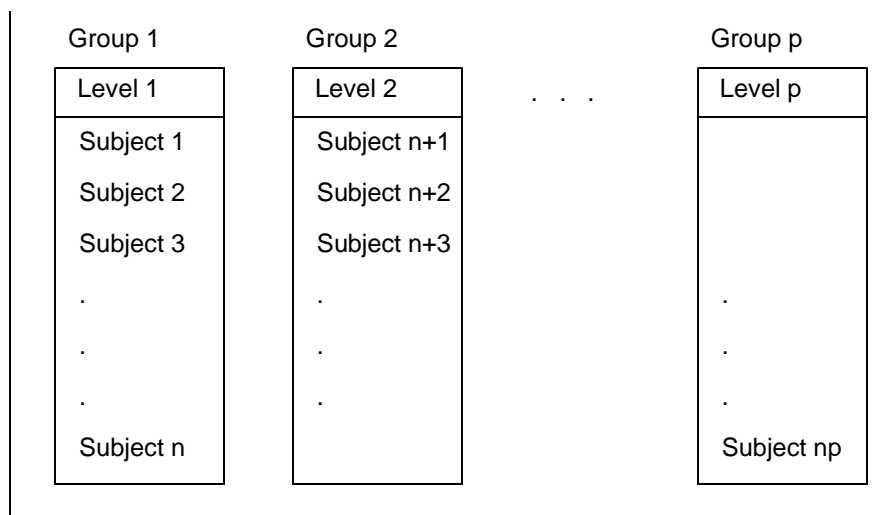 Group 1 Group 2 Group p
Level 1 Level 2 . . . Level p
Subject 1 Subject n+1
Subject 2 Subject n+2
Subject 3 Subject n+3
. . .
. . .
. . .
Subject n Subject np